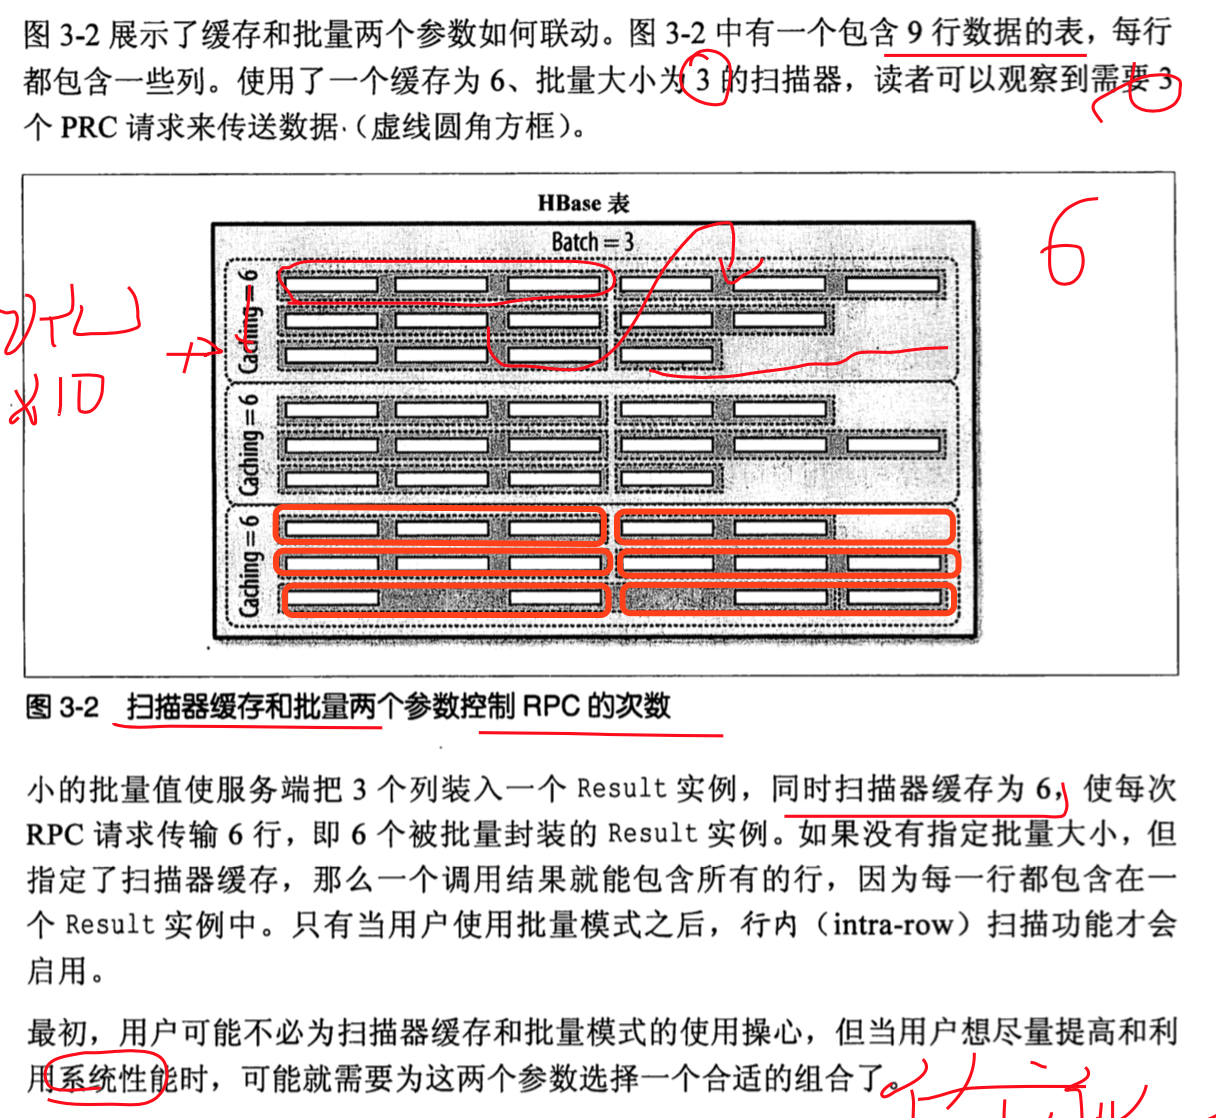 图 3-2 展示了缓存和批量两个参数如何联动。图 3-2 中有一个包含 9 行数据的表，每行
都包含一些列。使用了一个缓存为 6、批量大小为 3 的扫描器，读者可以观察到需要 3
个 PRC 请求来传送数据（虚线圆角方框）。
HBase 表
Batch = 3
Caching = 6
Caching = 6
Caching = 6
6
×10
图 3-2 扫描器缓存和批量两个参数控制 RPC 的次数
小的批量值使服务端把 3 个列装入一个 Result 实例，同时扫描器缓存为 6，使每次
RPC 请求传输 6 行，即 6 个被批量封装的 Result 实例。如果没有指定批量大小，但
指定了扫描器缓存，那么一个调用结果就能包含所有的行，因为每一行都包含在一
个 Result 实例中。只有当用户使用批量模式之后，行内（intra-row）扫描功能才会
启用。
最初，用户可能不必为扫描器缓存和批量模式的使用操心，但当用户想尽量提高和利
用系统性能时，可能就需要为这两个参数选择一个合适的组合了。